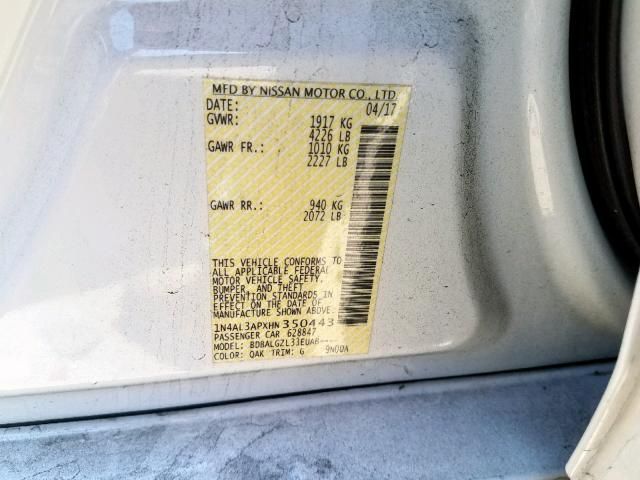 MFD BY NISSAN MOTOR CO., LTD.
DATE: 04/17
GVWR: 1917 KG
4226 LB
GAWR FR.: 1010 KG
2227 LB
GAWR RR.: 940 KG
2072 LB
THIS VEHICLE CONFORMS TO
ALL APPLICABLE FEDERAL
MOTOR VEHICLE SAFETY,
BUMPER, AND THEFT
PREVENTION STANDARDS IN
EFFECT ON THE DATE OF
MANUFACTURE SHOWN ABOVE.
1N4AL3APXHN350443
PASSENGER CAR 628847
MODEL: BDBALGZL33EUAB----
COLOR: QAK TRIM: G